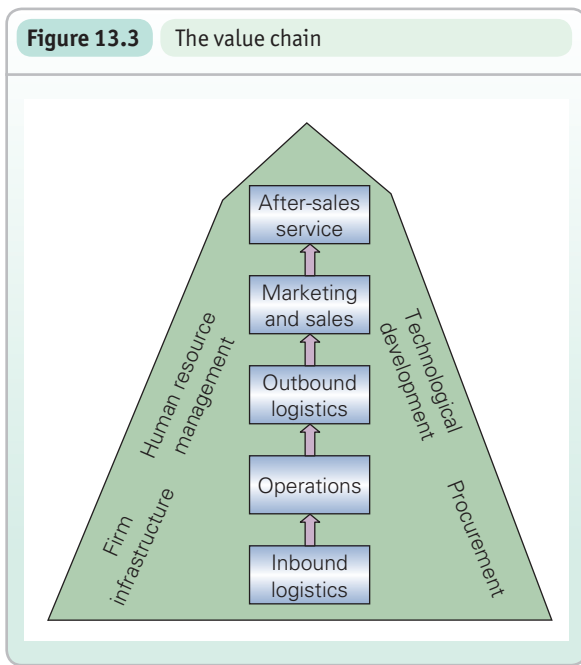 Figure 13.3 The value chain
After-sales
service
Marketing
and sales
Outbound
logistics
Operations
Inbound
logistics
Human resource
management
Firm
infrastructure
Technological
development
Procurement